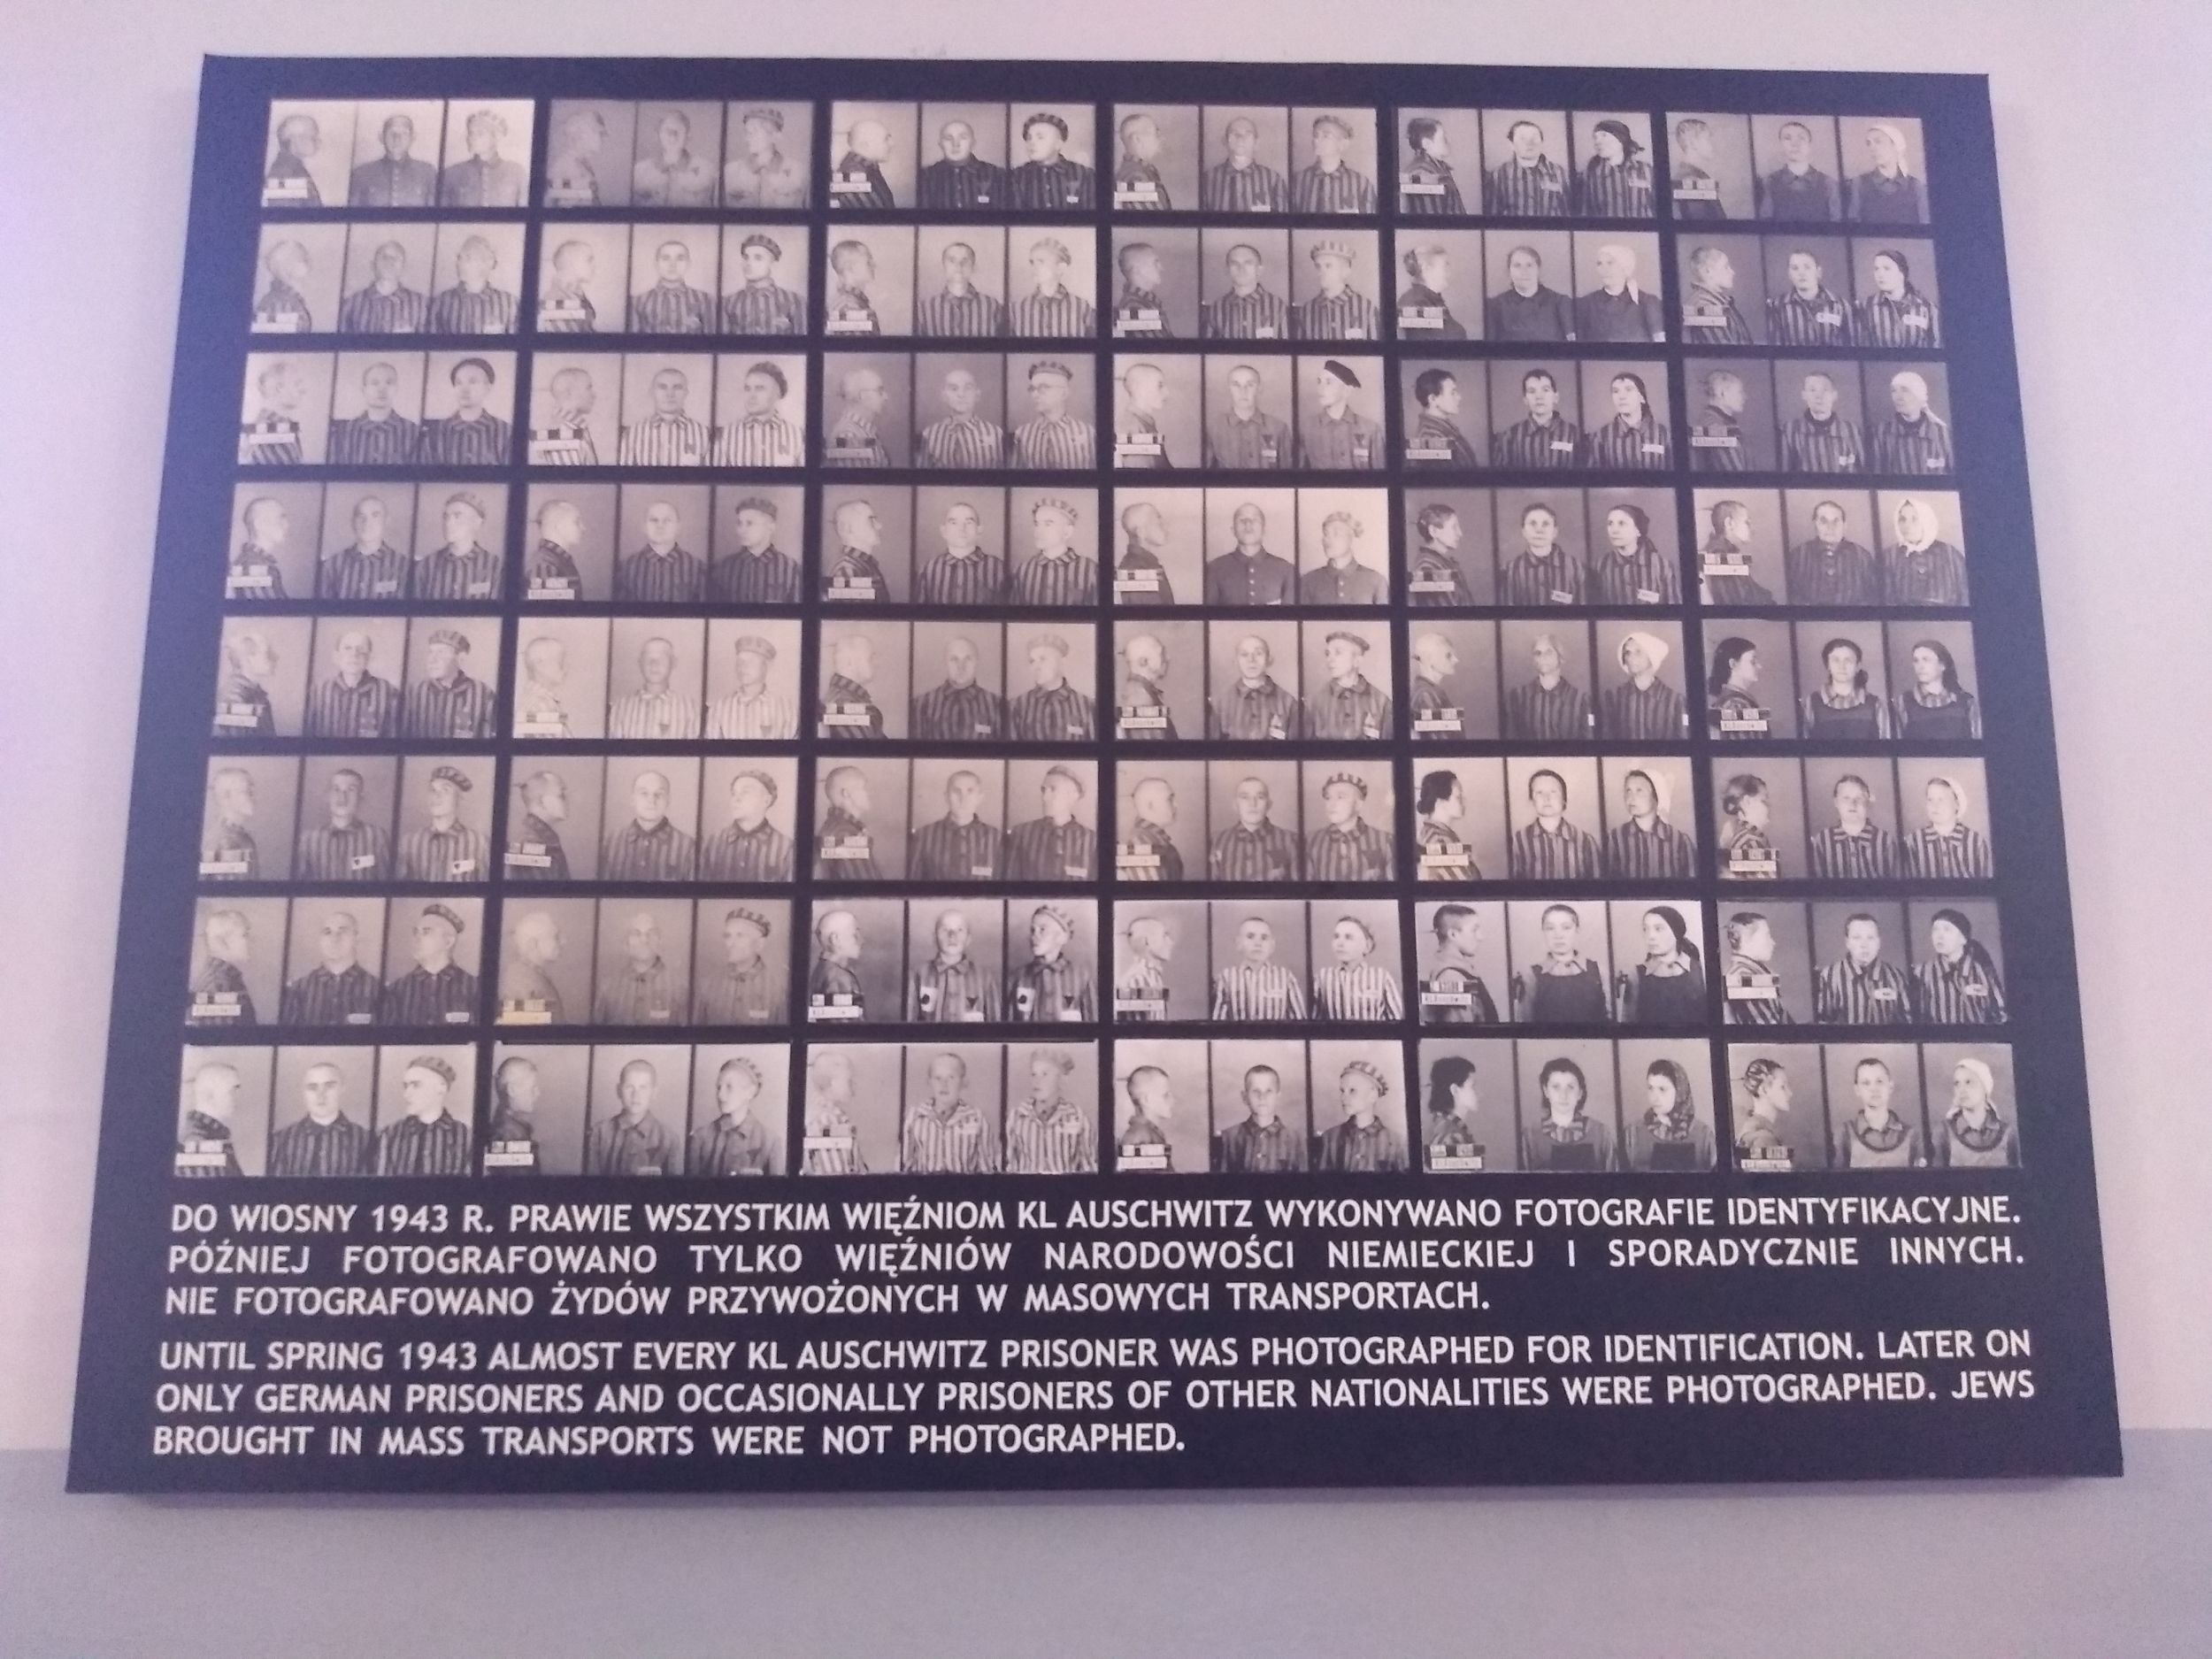 DO WIOSNY 1943 R. PRAWIE WSZYSTKIM WIĘŹNIOM KL AUSCHWITZ WYKONYWANO FOTOGRAFIE IDENTYFIKACYJNE.
PÓŹNIEJ FOTOGRAFOWANO TYLKO WIĘŹNIÓW NARODOWOŚCI NIEMIECKIEJ I SPORADYCZNIE INNYCH.
NIE FOTOGRAFOWANO ŻYDÓW PRZYWOŻONYCH W MASOWYCH TRANSPORTACH.
UNTIL SPRING 1943 ALMOST EVERY KL AUSCHWITZ PRISONER WAS PHOTOGRAPHED FOR IDENTIFICATION. LATER ON
ONLY GERMAN PRISONERS AND OCCASIONALLY PRISONERS OF OTHER NATIONALITIES WERE PHOTOGRAPHED. JEWS
BROUGHT IN MASS TRANSPORTS WERE NOT PHOTOGRAPHED.